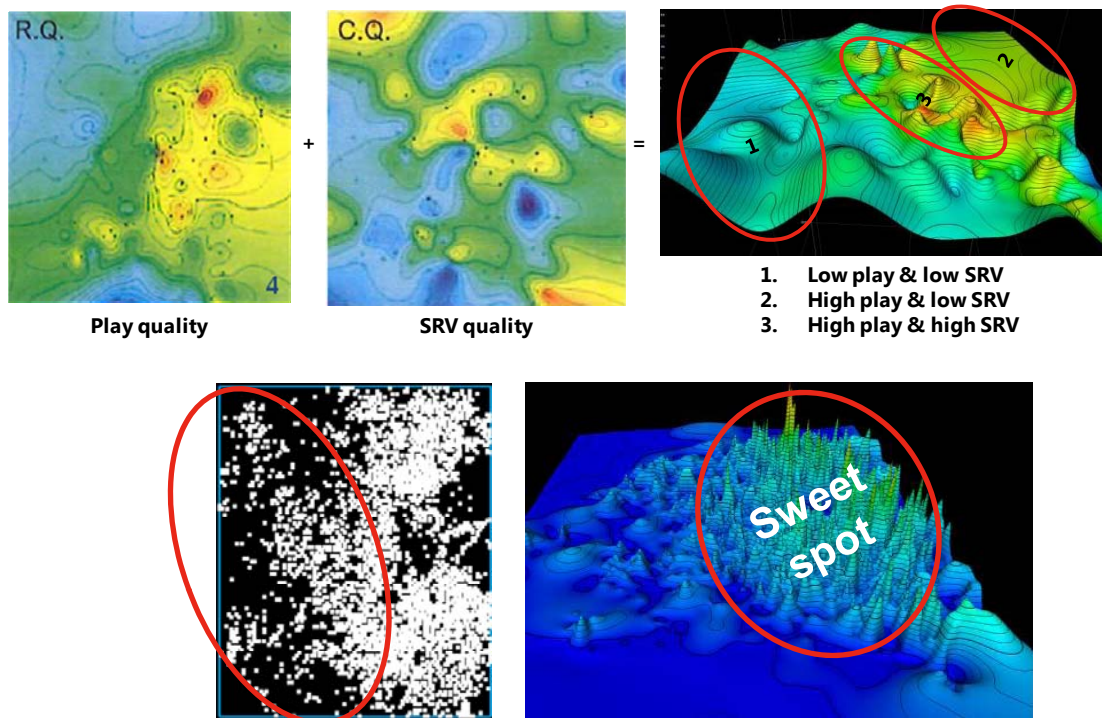 R.Q.
4
+
C.Q.
=
1
2
3
Play quality
SRV quality
1. Low play & low SRV
2. High play & low SRV
3. High play & high SRV
Sweet
spot